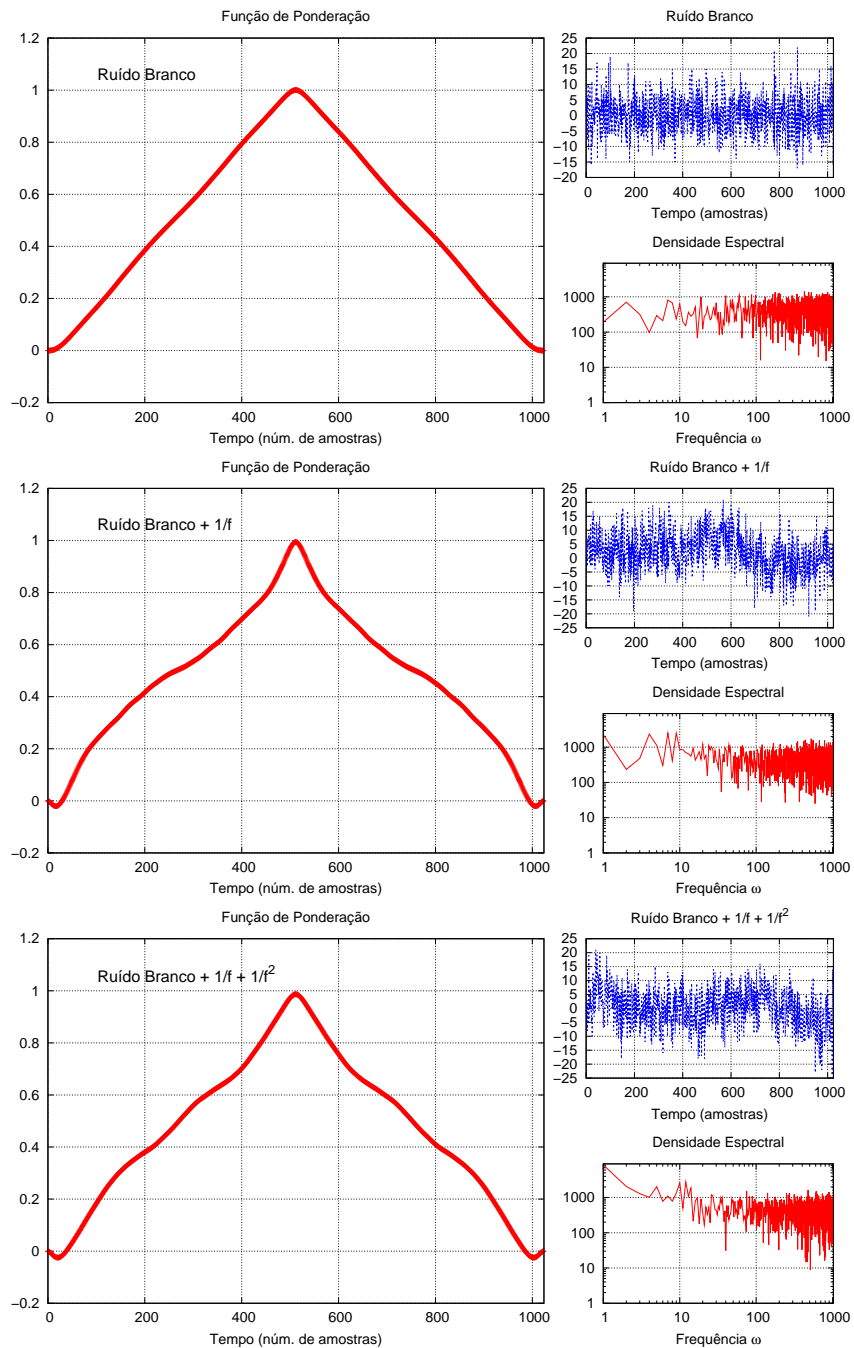 Função de Ponderação
1.2
1
0.8
0.6
0.4
0.2
0
−0.2
Ruído Branco
0 200 400 600 800 1000
Tempo (núm. de amostras)
Ruído Branco
25
20
15
10
5
0
−5
−10
−15
−20
0 200 400 600 800 1000
Tempo (amostras)
Densidade Espectral
1000
100
10
1
1 10 100 1000
Frequência ω
Função de Ponderação
1.2
1
0.8
0.6
0.4
0.2
0
−0.2
Ruído Branco + 1/f
0 200 400 600 800 1000
Tempo (núm. de amostras)
Ruído Branco + 1/f
25
20
15
10
5
0
−5
−10
−15
−20
−25
0 200 400 600 800 1000
Tempo (amostras)
Densidade Espectral
1000
100
10
1
1 10 100 1000
Frequência ω
Função de Ponderação
1.2
1
0.8
0.6
0.4
0.2
0
−0.2
Ruído Branco + 1/f + 1/f²
0 200 400 600 800 1000
Tempo (núm. de amostras)
Ruído Branco + 1/f + 1/f²
25
20
15
10
5
0
−5
−10
−15
−20
−25
0 200 400 600 800 1000
Tempo (amostras)
Densidade Espectral
1000
100
10
1
1 10 100 1000
Frequência ω